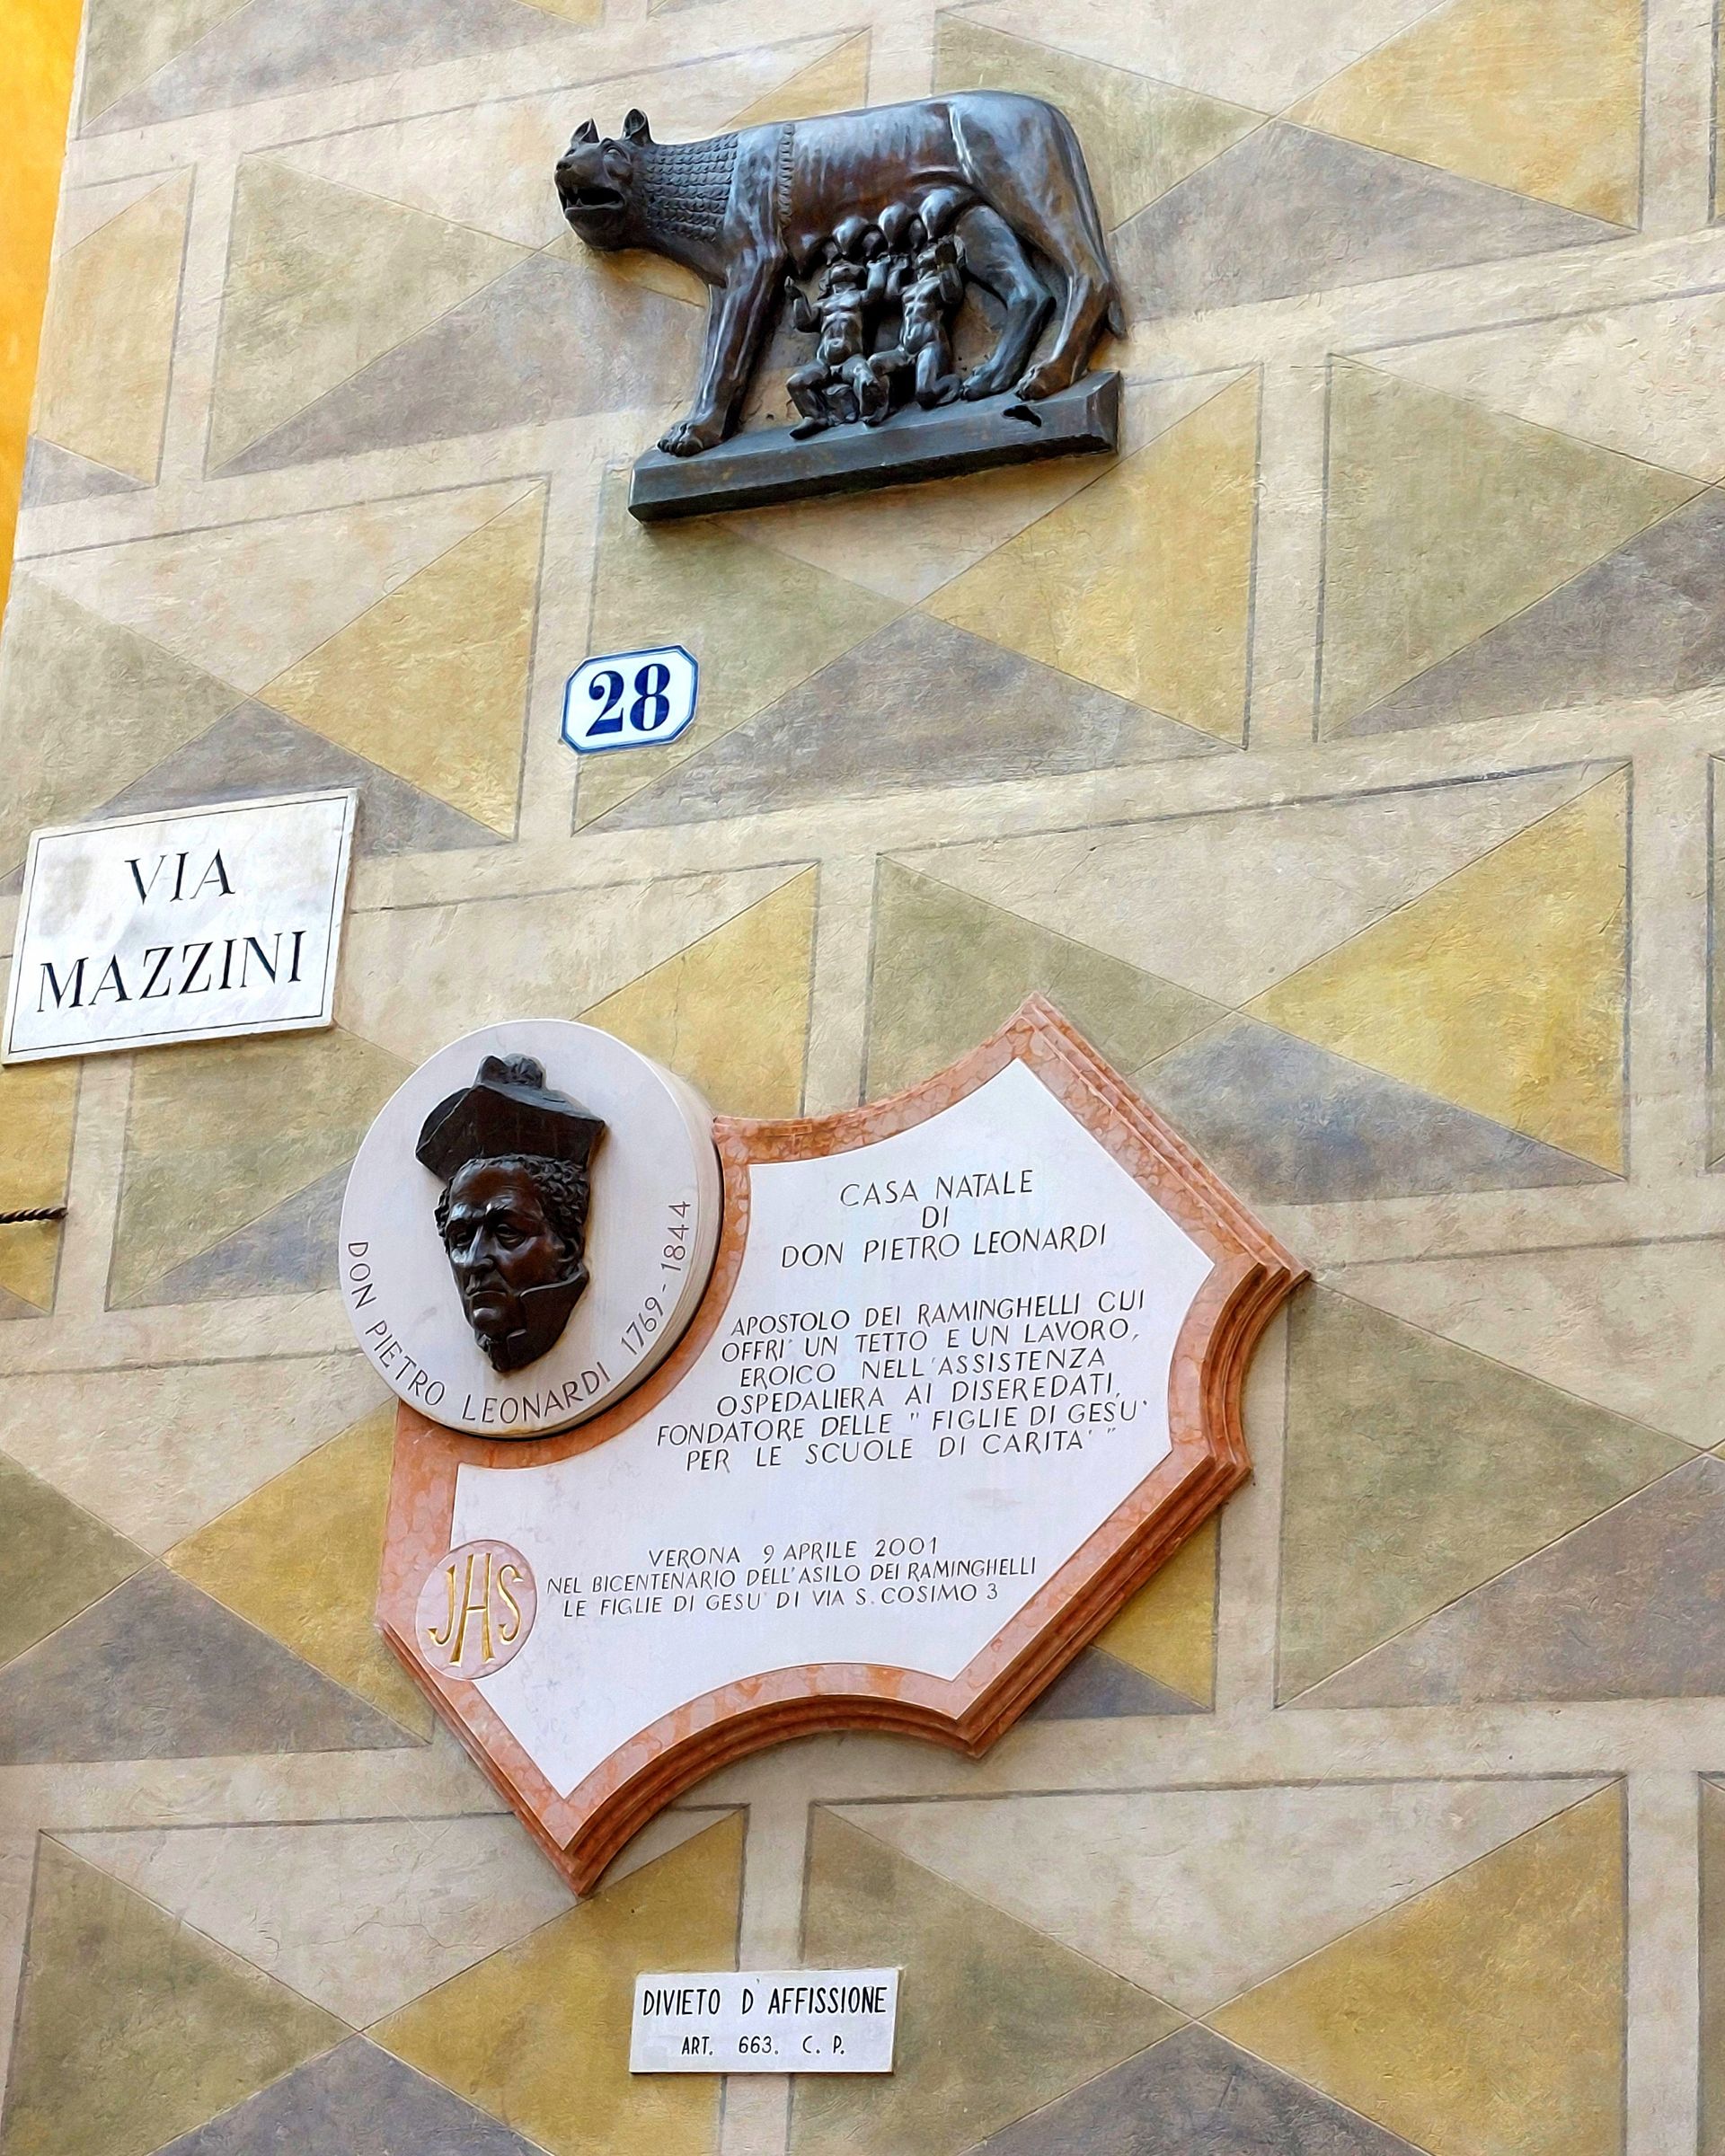 28
VIA
MAZZINI
DON PIETRO LEONARDI 1769-1844
CASA NATALE
DI
DON PIETRO LEONARDI
APOSTOLO DEI RAMINGHELLI CUI
OFFRI' UN TETTO E UN LAVORO,
EROICO NELL'ASSISTENZA
OSPEDALIERA AI DISEREDATI,
FONDATORE DELLE "FIGLIE DI GESU'
PER LE SCUOLE DI CARITA'"
VERONA 9 APRILE 2001
NEL BICENTENARIO DELL'ASILO DEI RAMINGHELLI
LE FIGLIE DI GESU' DI VIA S. COSIMO 3
JHS
DIVIETO D'AFFISSIONE
ART. 663. C. P.